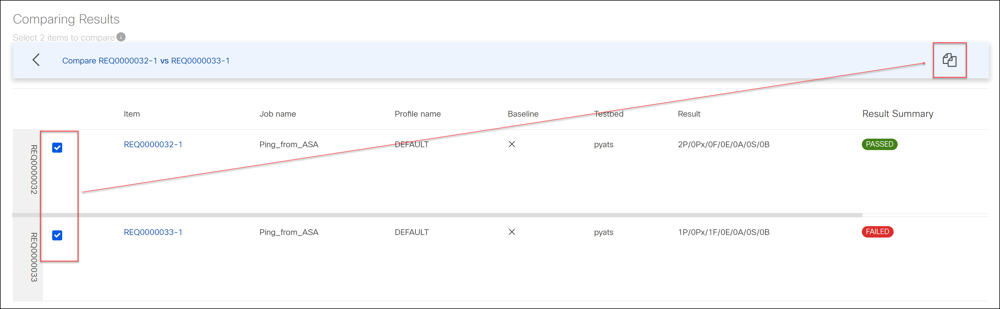 Comparing Results
Select 2 items to compare
Compare REQ0000032-1 vs REQ0000033-1
Item Job name Profile name Baseline Testbed Result Result Summary
REQ0000032
REQ0000032-1 Ping_from_ASA DEFAULT pyats 2P/0Px/0F/0E/0A/0S/0B PASSED
REQ0000033
REQ0000033-1 Ping_from_ASA DEFAULT pyats 1P/0Px/1F/0E/0A/0S/0B FAILED